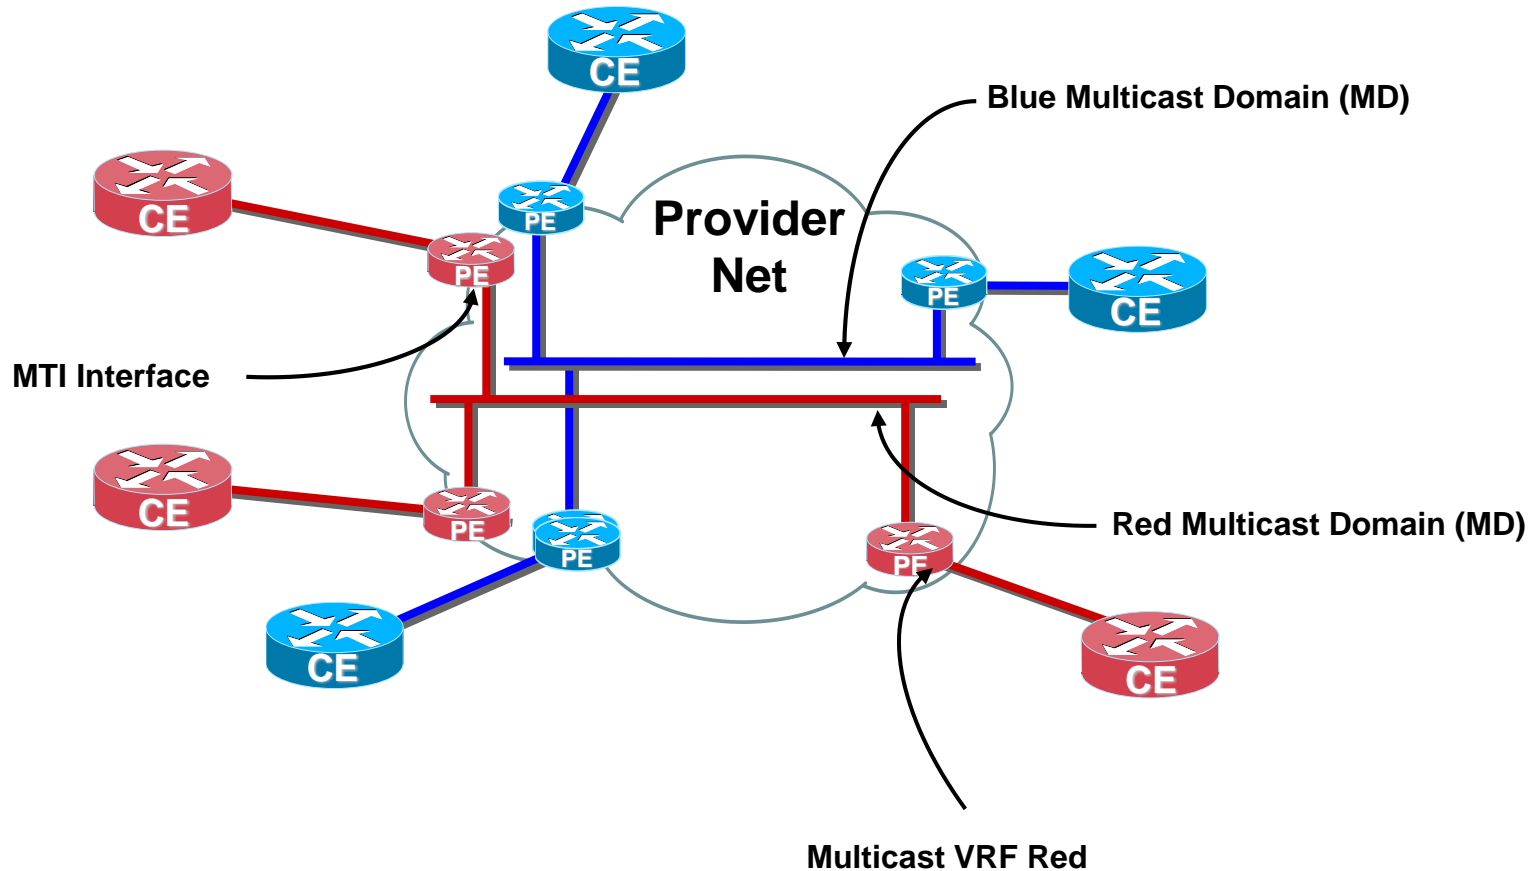 CE
Blue Multicast Domain (MD)
CE
PE
Provider
Net
PE
PE
CE
MTI Interface
CE
PE
Red Multicast Domain (MD)
PE
PE
CE
CE
Multicast VRF Red